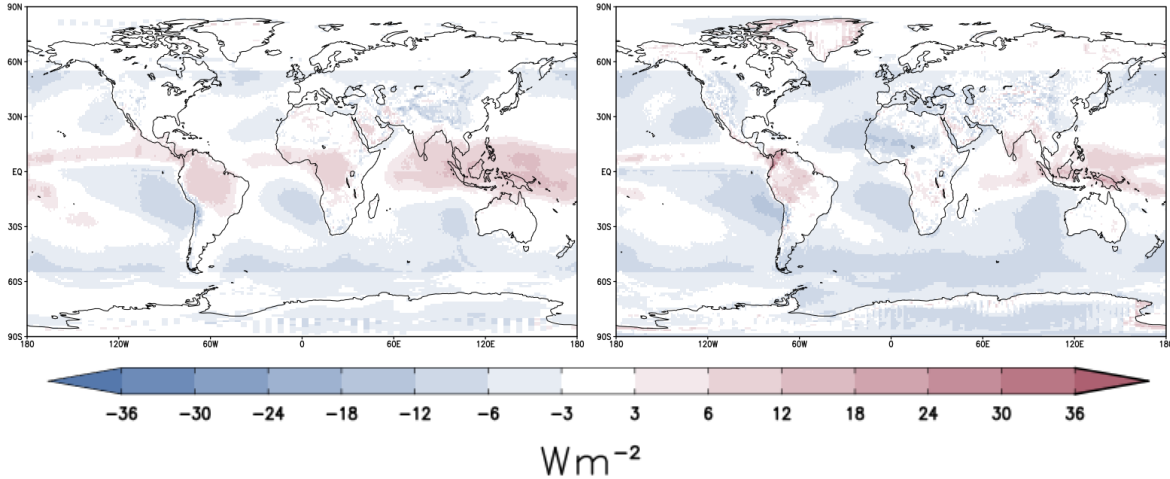 90N 90N
60N 60N
30N 30N
EQ EQ
30S 30S
60S 60S
90S 90S
180 120W 60W 0 60E 120E 180 180 120W 60W 0 60E 120E 180
-36 -30 -24 -18 -12 -6 -3 3 6 12 18 24 30 36
Wm⁻²